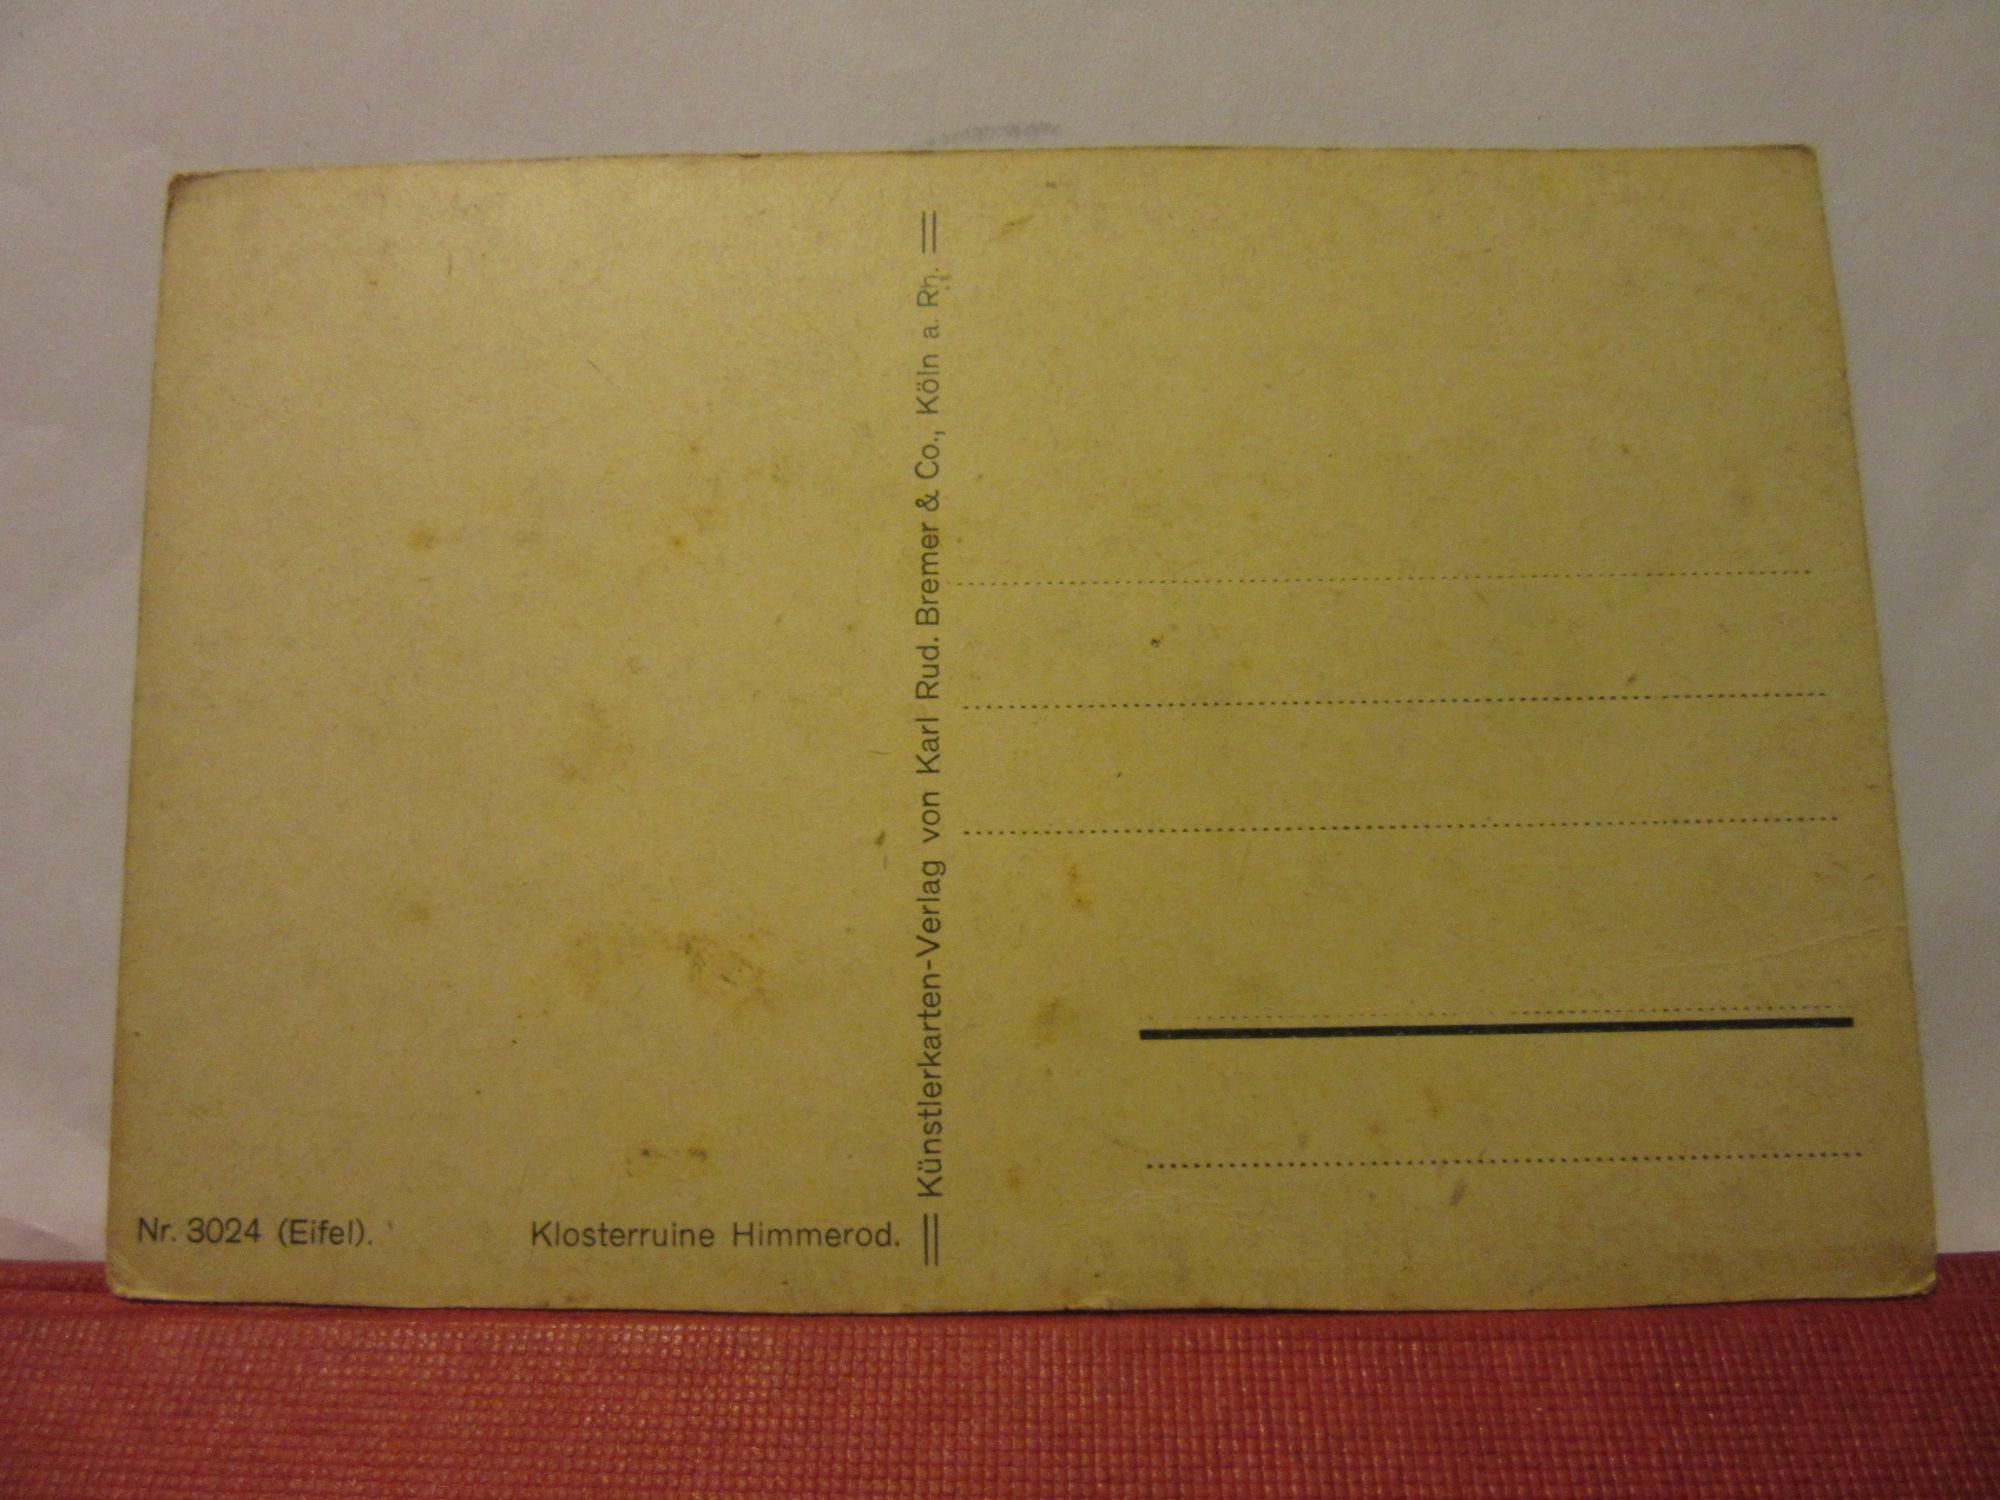 Künstlerkarten-Verlag von Karl Rud. Bremer & Co., Köln a. Rh.
Nr. 3024 (Eifel). Klosterruine Himmerod.